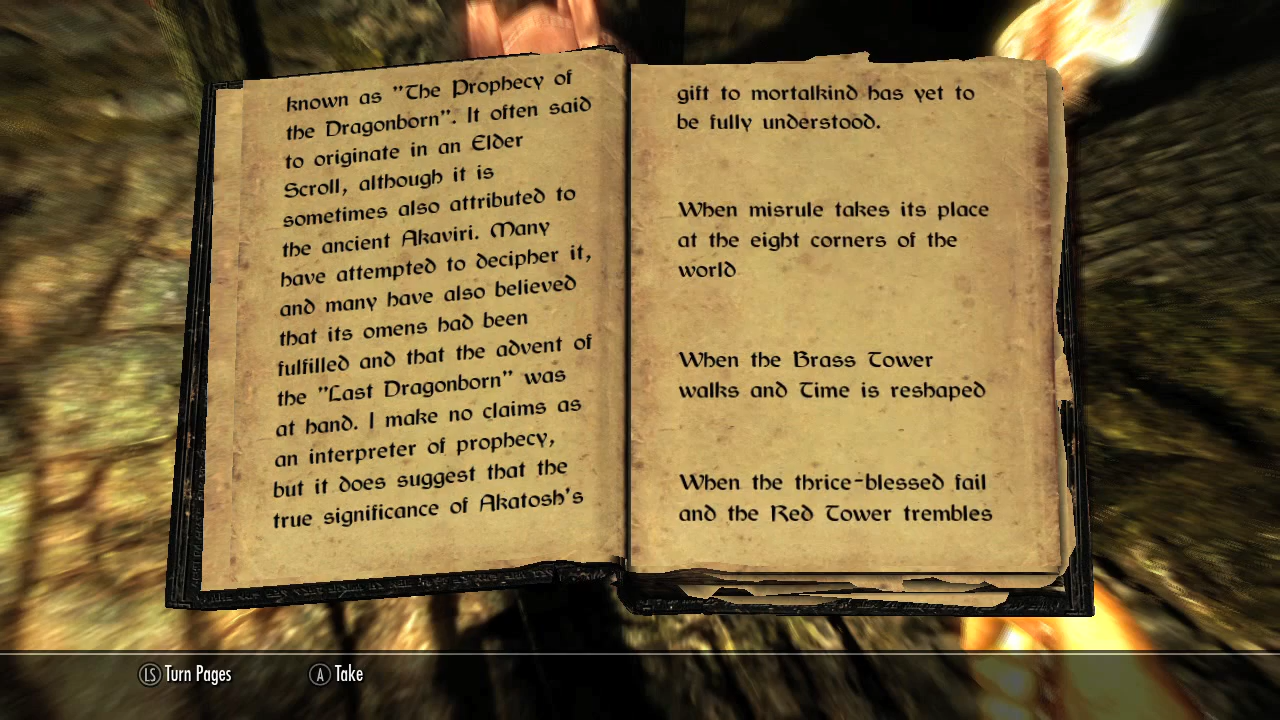 known as "The Prophecy of
the Dragonborn". It often said
to originate in an Elder
Scroll, although it is
sometimes also attributed to
the ancient Akaviri. Many
have attempted to decipher it,
and many have also believed
that its omens had been
fulfilled and that the advent of
the "Last Dragonborn" was
at hand. I make no claims as
an interpreter of prophecy,
but it does suggest that the
true significance of Akatosh's
gift to mortalkind has yet to
be fully understood.
When misrule takes its place
at the eight corners of the
world
When the Brass Tower
walks and Time is reshaped
When the thrice-blessed fail
and the Red Tower trembles
LS Turn Pages A Take